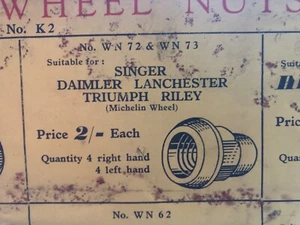 WHEEL NUTS
No. K2
No. WN 72 & WN 73
Suitable for :
SINGER
DAIMLER LANCHESTER
TRIUMPH RILEY
(Michelin Wheel)
Price 2/- Each
Quantity 4 right hand
4 left hand
No. WN 62